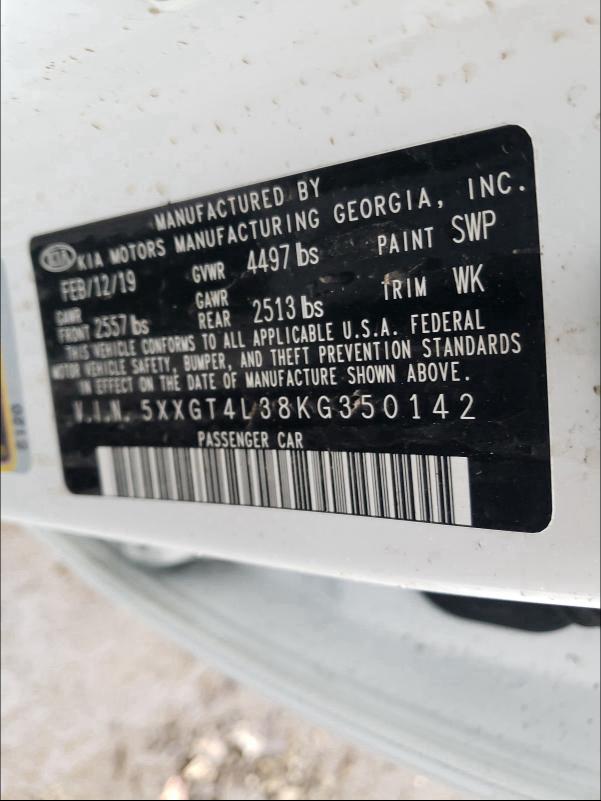 MANUFACTURED BY
KIA KIA MOTORS MANUFACTURING GEORGIA, INC.
FEB/12/19 GVWR 4497 lbs PAINT SWP
GAWR FRONT 2557 lbs GAWR REAR 2513 lbs TRIM WK
THIS VEHICLE CONFORMS TO ALL APPLICABLE U.S.A. FEDERAL
MOTOR VEHICLE SAFETY, BUMPER, AND THEFT PREVENTION STANDARDS
IN EFFECT ON THE DATE OF MANUFACTURE SHOWN ABOVE.
V.I.N. 5XXGT4L38KG350142
PASSENGER CAR
E120